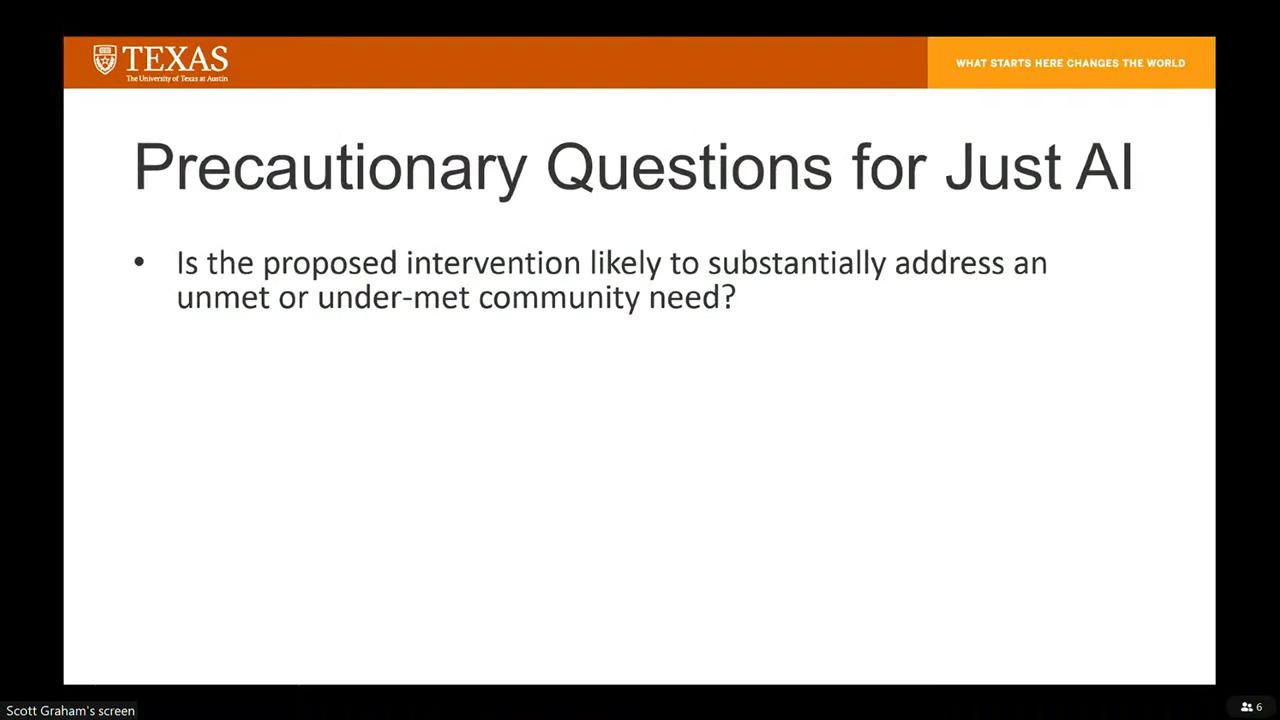 TEXAS
The University of Texas at Austin
WHAT STARTS HERE CHANGES THE WORLD
Precautionary Questions for Just AI
• Is the proposed intervention likely to substantially address an
unmet or under-met community need?
Scott Graham's screen
6